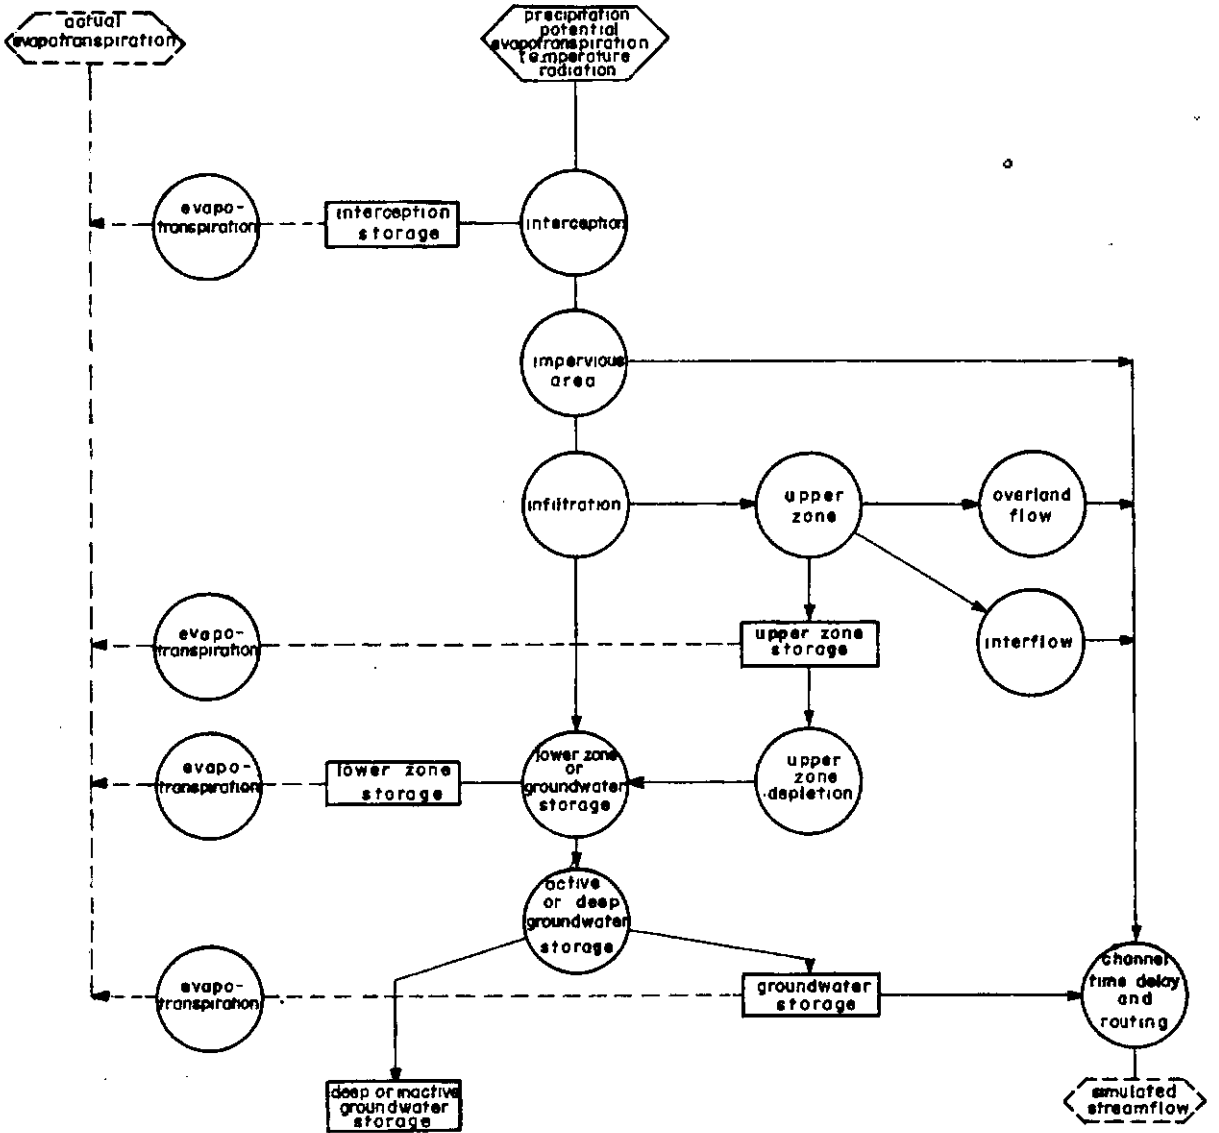 actual
evapotranspiration
precipitation
potential
evapotranspiration
temperature
radiation
evapo-
transpiration
interception
storage
interception
impervious
area
infiltration
upper
zone
overland
flow
evapo-
transpiration
upper zone
storage
interflow
evapo-
transpiration
lower zone
storage
lower zone
or
groundwater
storage
upper
zone
depletion
active
or deep
groundwater
storage
evapo-
transpiration
groundwater
storage
channel
time delay
and
routing
deep or inactive
groundwater
storage
simulated
streamflow